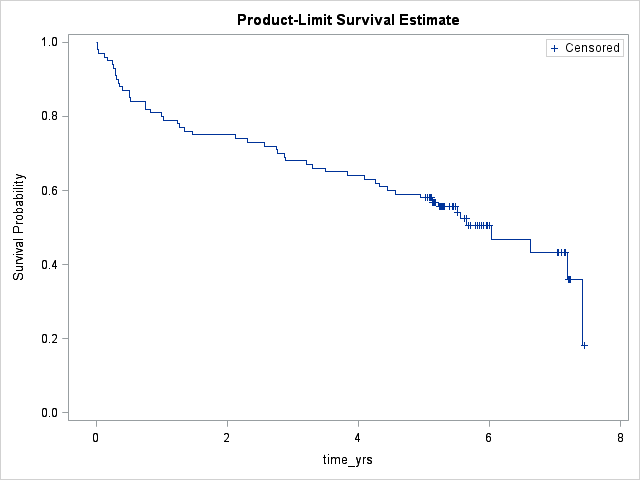 Product-Limit Survival Estimate
+ Censored
1.0
0.8
0.6
0.4
0.2
0.0
Survival Probability
0 2 4 6 8
time_yrs